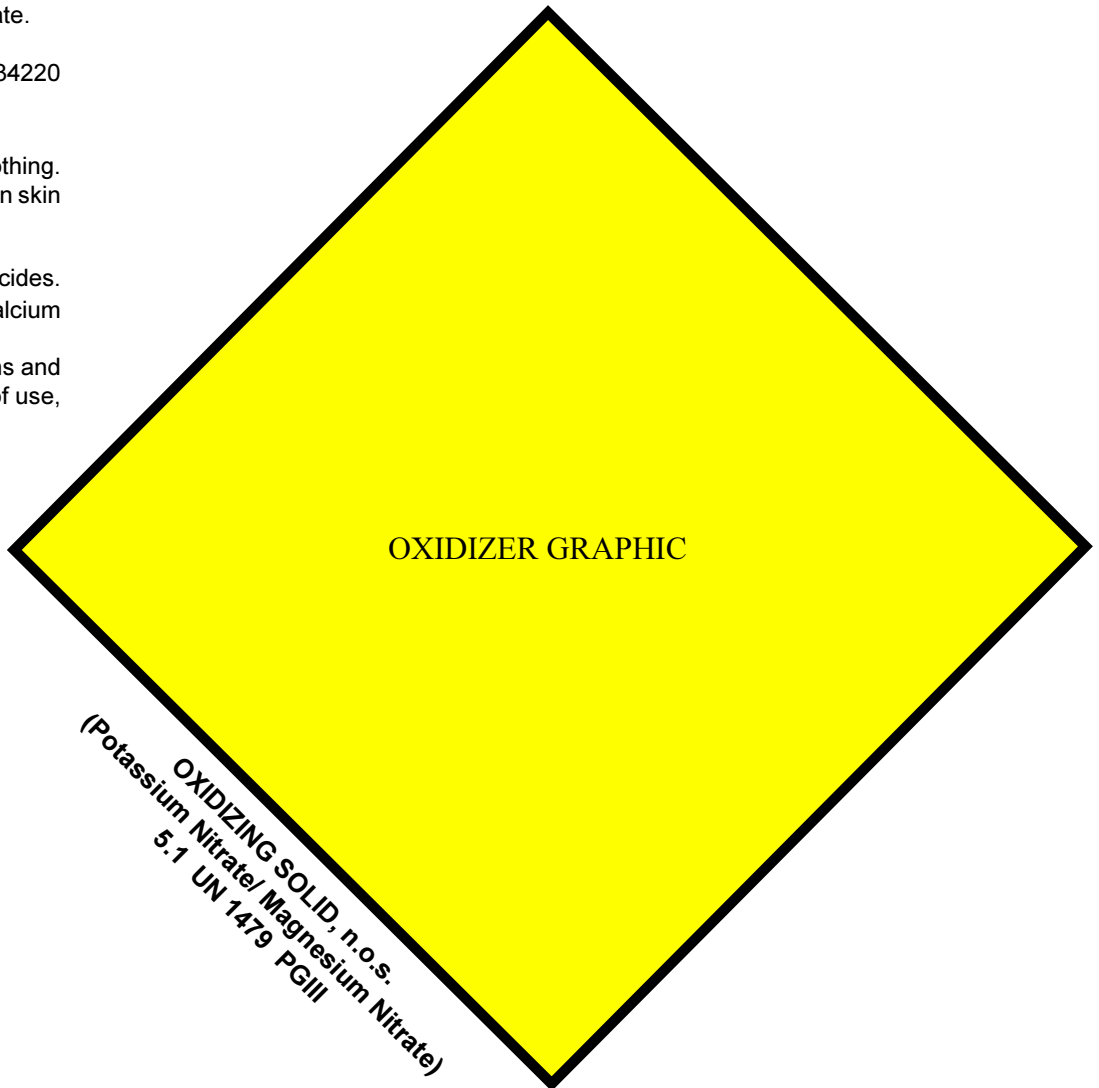 ate.
34220
othing.
n skin
cides.
alcium
ns and
of use,
OXIDIZER GRAPHIC
OXIDIZING SOLID, n.o.s.
(Potassium Nitrate/ Magnesium Nitrate)
5.1 UN 1479 PGIII